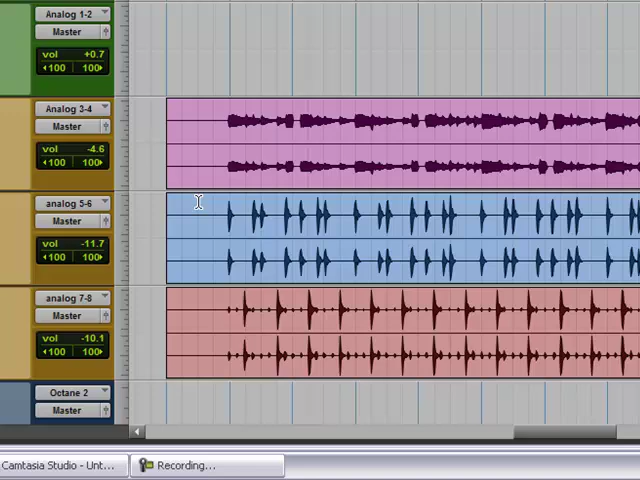 Analog 1-2
Master
vol +0.7
100 100
Analog 3-4
Master
vol -4.6
100 100
analog 5-6
Master
vol -11.7
100 100
analog 7-8
Master
vol -10.1
100 100
Octane 2
Master
Camtasia Studio - Unt...
Recording...